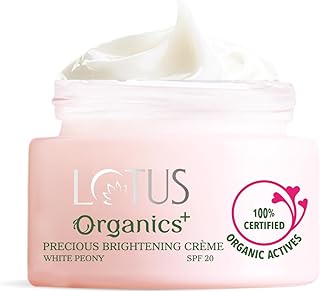 LOTUS
Organics+
PRECIOUS BRIGHTENING CRÈME
WHITE PEONY SPF 20
100%
CERTIFIED
ORGANIC ACTIVES